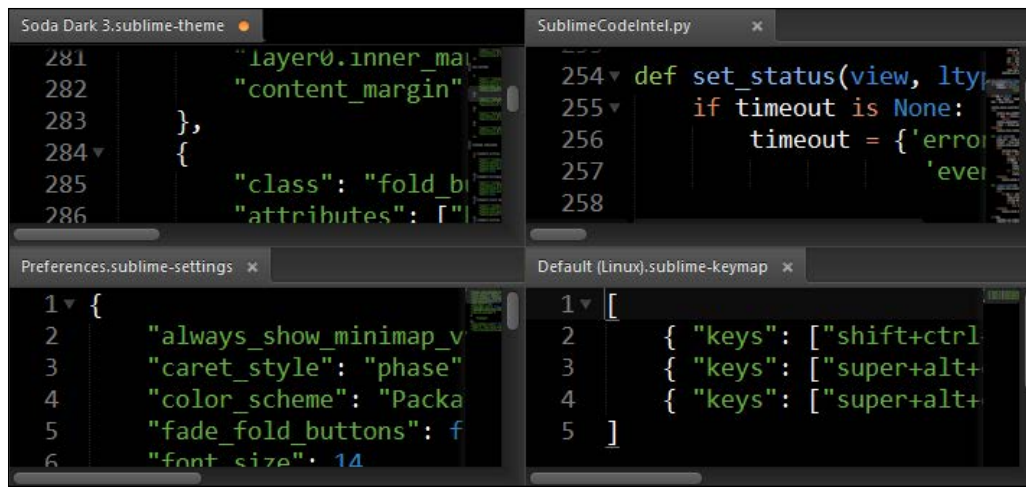 Soda Dark 3.sublime-theme
281 "layer0.inner_ma
282 "content_margin"
283 },
284 {
285 "class": "fold_b
286 "attributes": ["
SublimeCodeIntel.py ×
254 def set_status(view, lty
255 if timeout is None:
256 timeout = {'erro
257 'eve
258
Preferences.sublime-settings ×
1 {
2 "always_show_minimap_v
3 "caret_style": "phase"
4 "color_scheme": "Packa
5 "fade_fold_buttons": f
6 "font_size": 14
Default (Linux).sublime-keymap ×
1 [
2 { "keys": ["shift+ctrl
3 { "keys": ["super+alt+
4 { "keys": ["super+alt+
5 ]